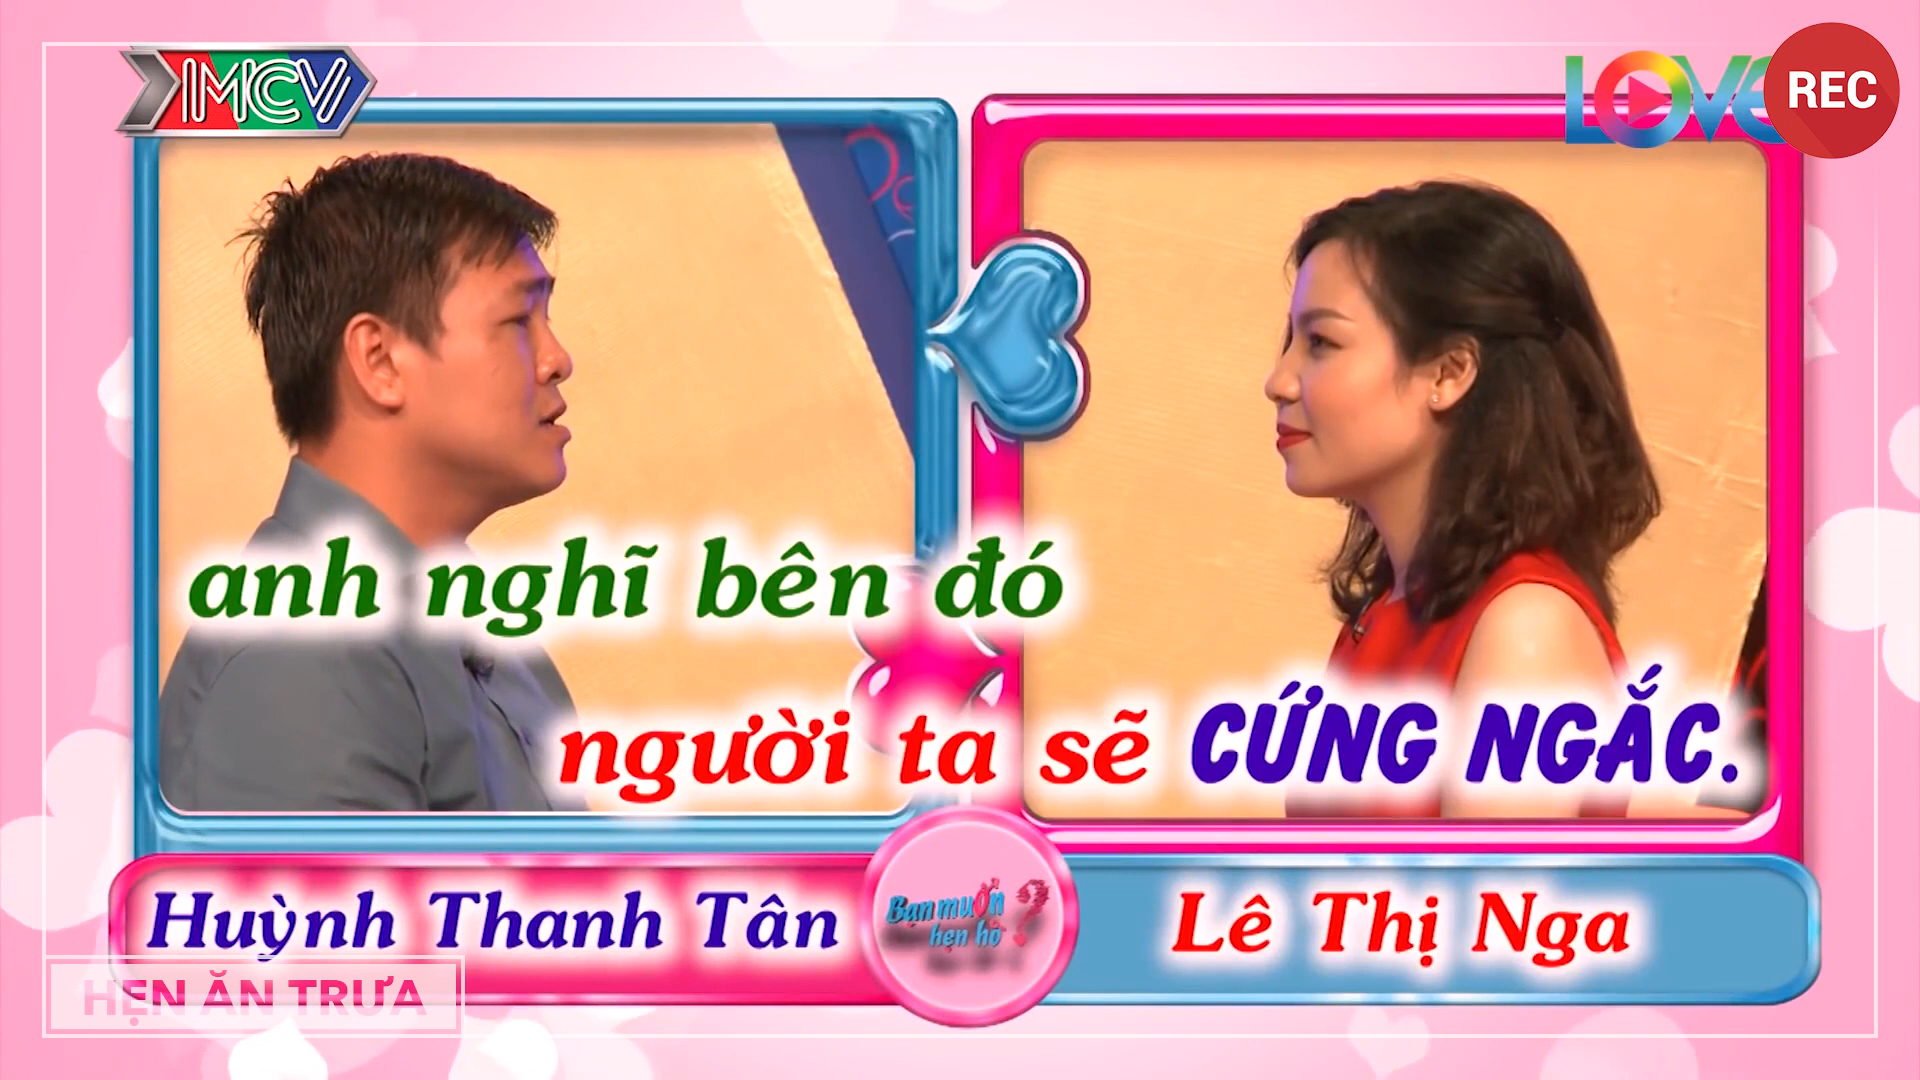 MCV
LOVE
REC
anh nghĩ bên đó
người ta sẽ CỨNG NGẮC.
Huỳnh Thanh Tân
Bạn muốn
hẹn hò
?
Lê Thị Nga
HẸN ĂN TRƯA